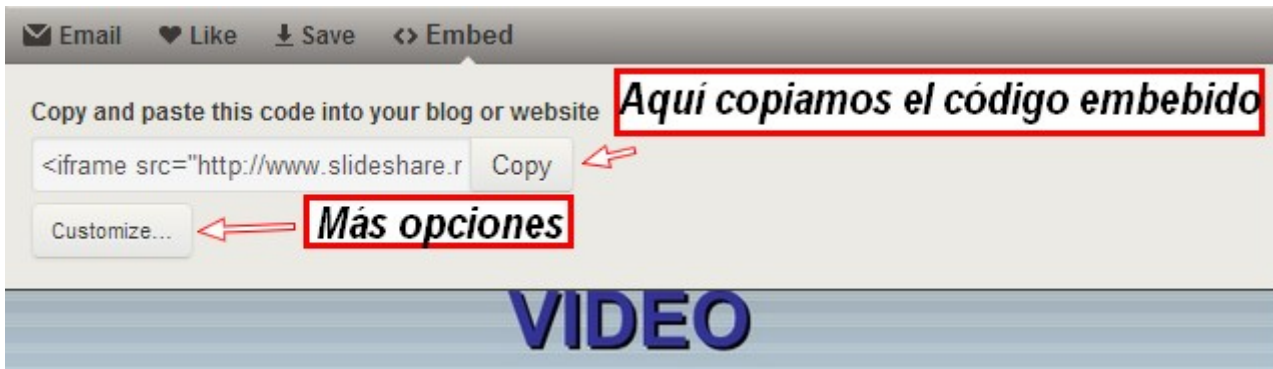 Email Like Save <> Embed
Aquí copiamos el código embebido
Copy and paste this code into your blog or website
<iframe src="http://www.slideshare.r Copy
Customize... Más opciones
VIDEO